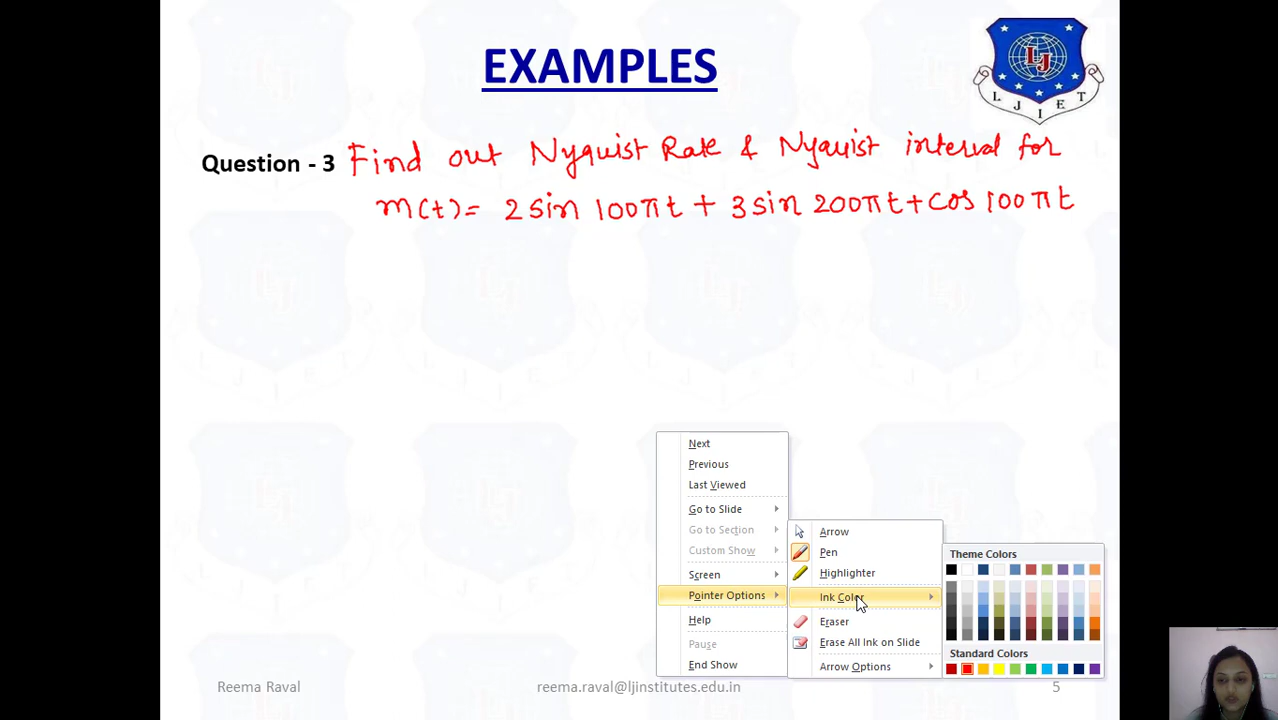 EXAMPLES
L J I E T
LJ
Question - 3 Find out Nyquist Rate & Nyquist interval for
m(t)= 2 sin 100πt + 3 sin 200πt + cos 100πt
Next
Previous
Last Viewed
Go to Slide
Go to Section
Custom Show
Screen
Pointer Options
Help
Pause
End Show
Arrow
Pen
Highlighter
Ink Color
Eraser
Erase All Ink on Slide
Arrow Options
Theme Colors
Standard Colors
Reema Raval reema.raval@ljinstitutes.edu.in 5